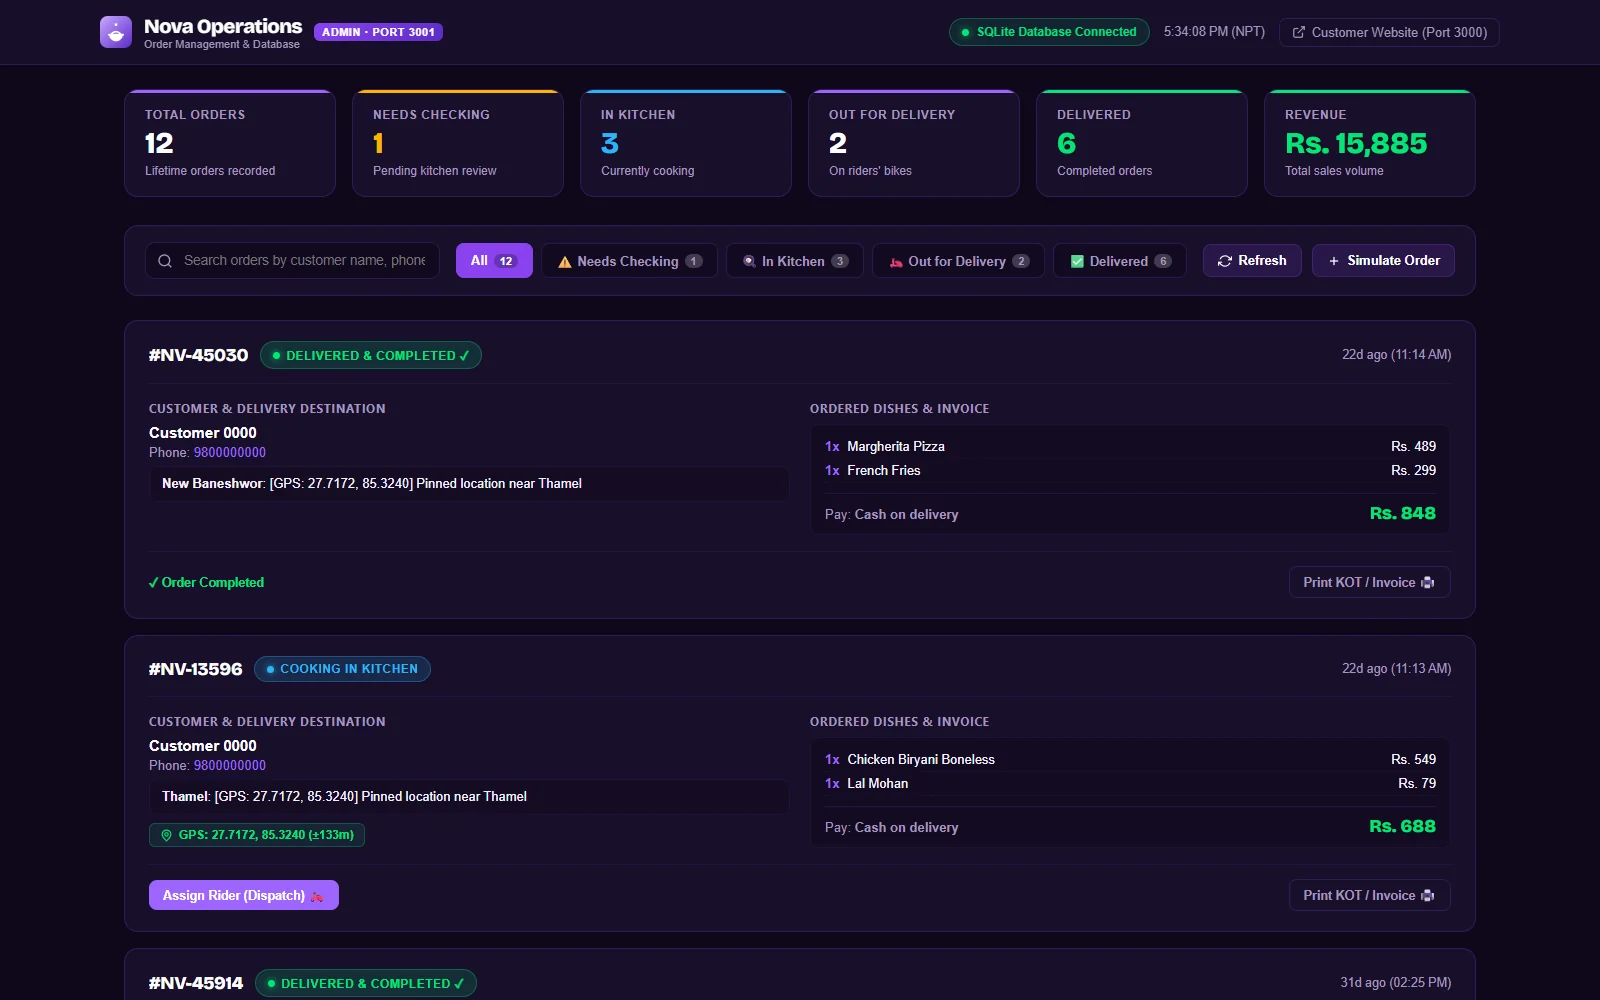 Nova Operations
Order Management & Database
ADMIN · PORT 3001
SQLite Database Connected
5:34:08 PM (NPT)
Customer Website (Port 3000)
TOTAL ORDERS
12
Lifetime orders recorded
NEEDS CHECKING
1
Pending kitchen review
IN KITCHEN
3
Currently cooking
OUT FOR DELIVERY
2
On riders' bikes
DELIVERED
6
Completed orders
REVENUE
Rs. 15,885
Total sales volume
Search orders by customer name, phone
All 12
Needs Checking 1
In Kitchen 3
Out for Delivery 2
Delivered 6
Refresh
+ Simulate Order
#NV-45030
DELIVERED & COMPLETED ✓
22d ago (11:14 AM)
CUSTOMER & DELIVERY DESTINATION
Customer 0000
Phone: 9800000000
New Baneshwor: [GPS: 27.7172, 85.3240] Pinned location near Thamel
ORDERED DISHES & INVOICE
1x Margherita Pizza Rs. 489
1x French Fries Rs. 299
Pay: Cash on delivery Rs. 848
✓ Order Completed
Print KOT / Invoice
#NV-13596
COOKING IN KITCHEN
22d ago (11:13 AM)
CUSTOMER & DELIVERY DESTINATION
Customer 0000
Phone: 9800000000
Thamel: [GPS: 27.7172, 85.3240] Pinned location near Thamel
GPS: 27.7172, 85.3240 (±133m)
ORDERED DISHES & INVOICE
1x Chicken Biryani Boneless Rs. 549
1x Lal Mohan Rs. 79
Pay: Cash on delivery Rs. 688
Assign Rider (Dispatch)
Print KOT / Invoice
#NV-45914
DELIVERED & COMPLETED ✓
31d ago (02:25 PM)